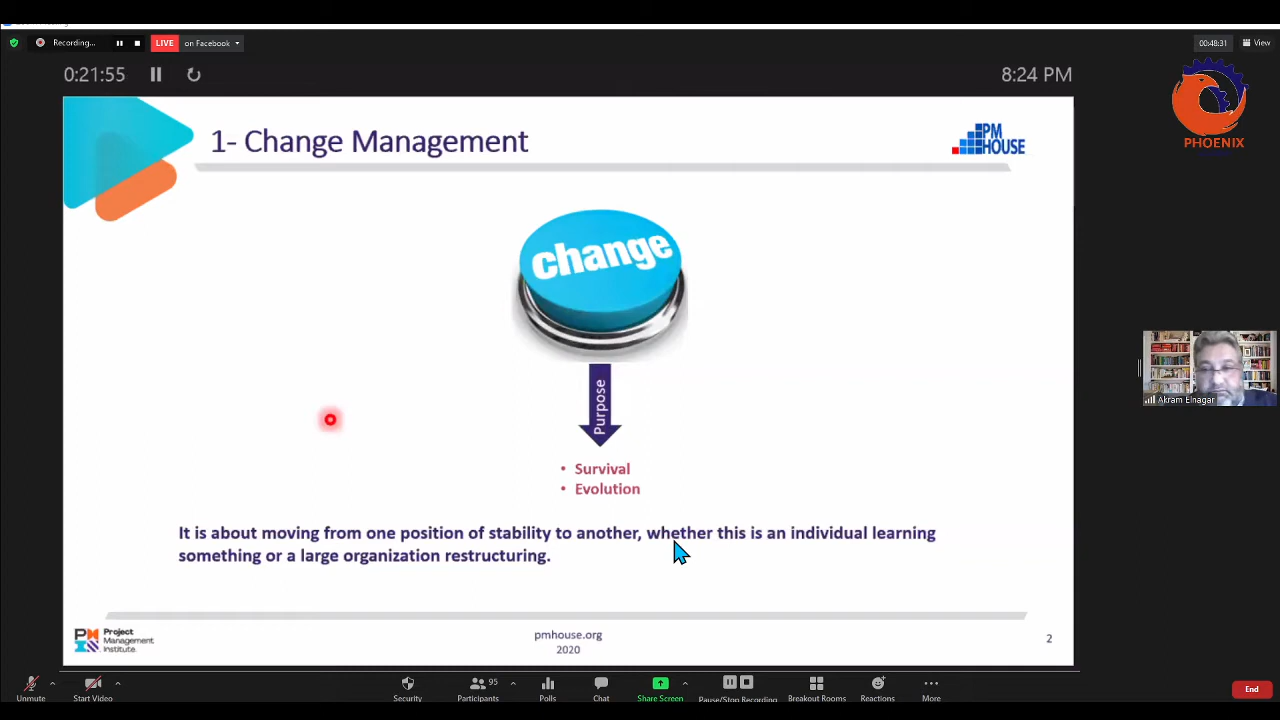 Recording...
LIVE
on Facebook
00:48:31
View
0:21:55
8:24 PM
PHOENIX
1- Change Management
PM
HOUSE
change
Purpose
• Survival
• Evolution
It is about moving from one position of stability to another, whether this is an individual learning
something or a large organization restructuring.
Akram Elnagar
Project
Management
Institute.
pmhouse.org
2020
2
Unmute
Start Video
Security
Participants
95
Polls
Chat
Share Screen
Pause/Stop Recording
Breakout Rooms
Reactions
More
End